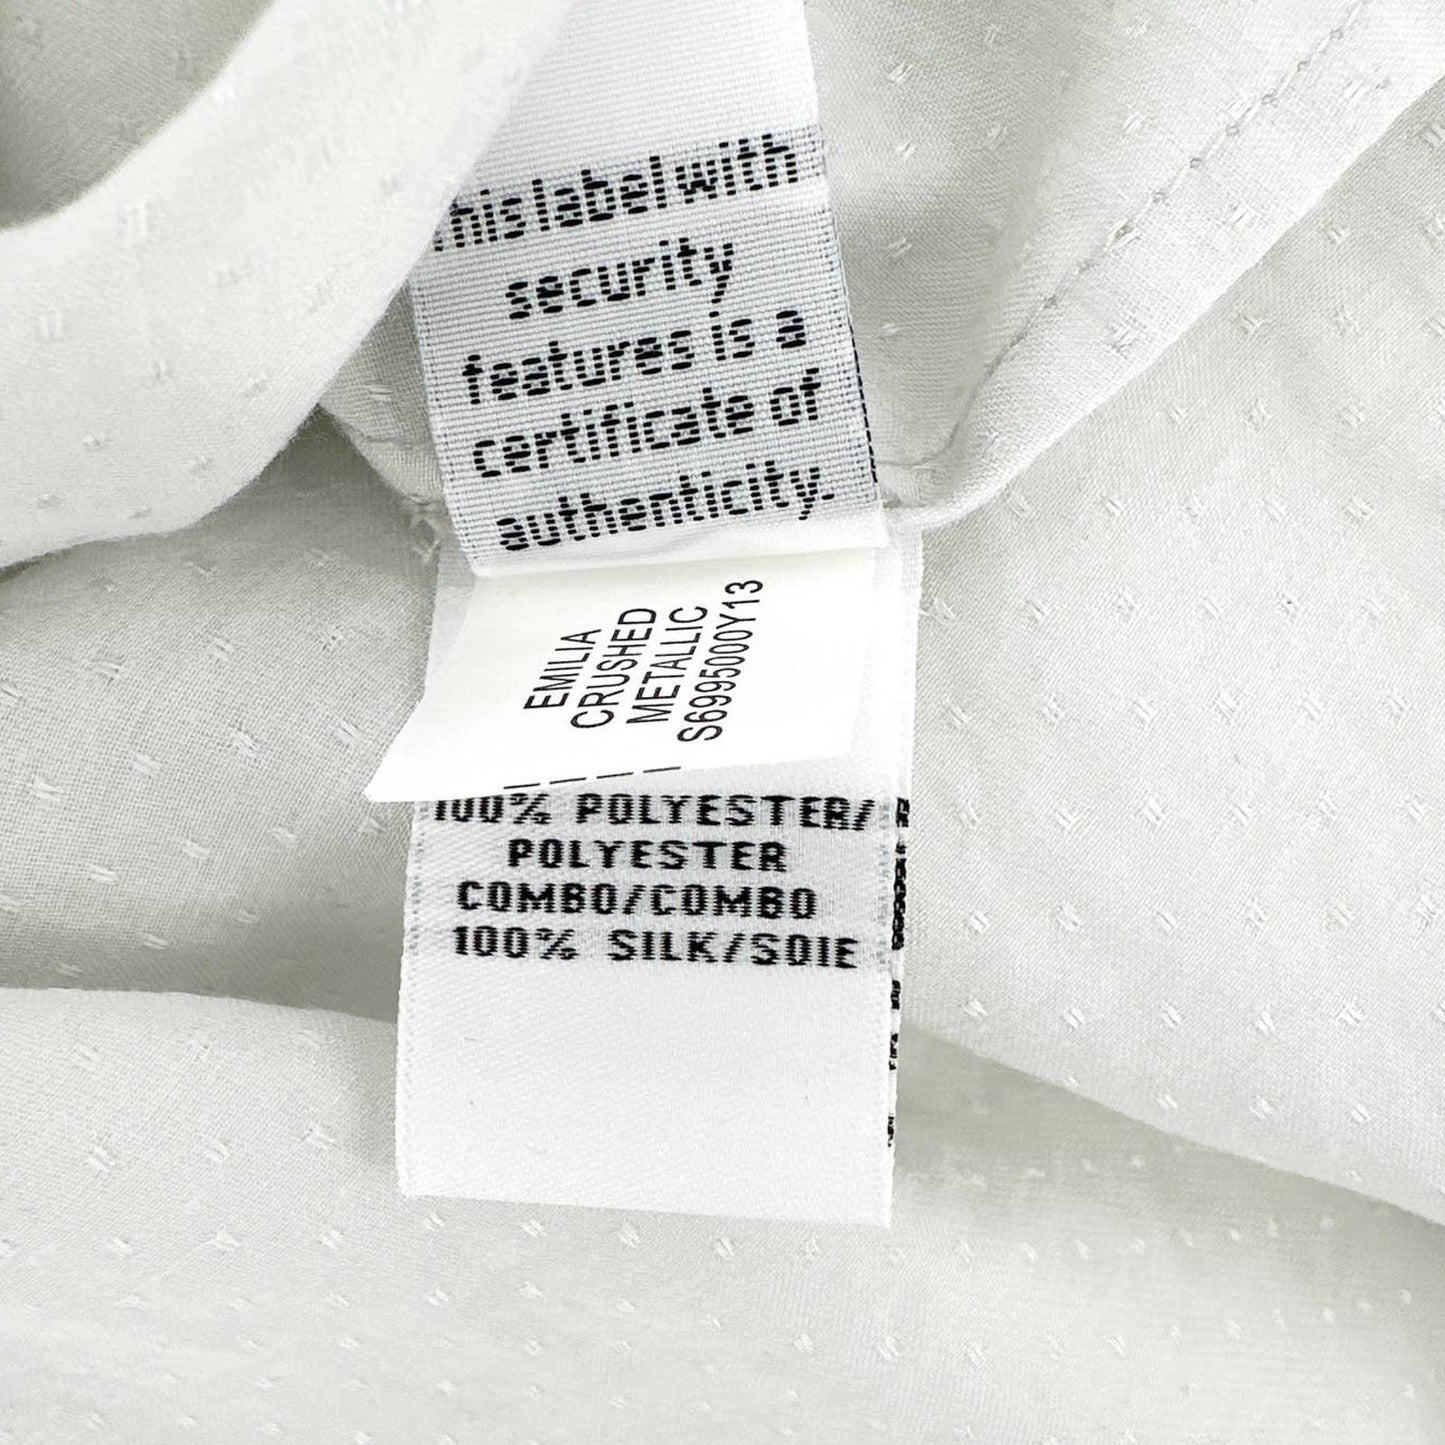 This label with
security
features is a
certificate of
authenticity.
EMILIA
CRUSHED
METALLIC
S6995000Y13
100% POLYESTER/
POLYESTER
COMBO/COMBO
100% SILK/SOIE